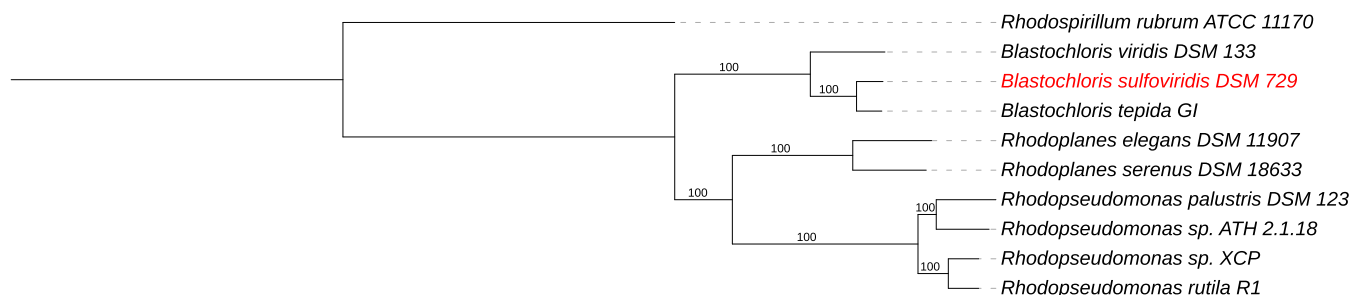 Rhodospirillum rubrum ATCC 11170
Blastochloris viridis DSM 133
100
Blastochloris sulfoviridis DSM 729
100
Blastochloris tepida GI
Rhodoplanes elegans DSM 11907
100
Rhodoplanes serenus DSM 18633
100
Rhodopseudomonas palustris DSM 123
100
Rhodopseudomonas sp. ATH 2.1.18
100
Rhodopseudomonas sp. XCP
100
Rhodopseudomonas rutila R1